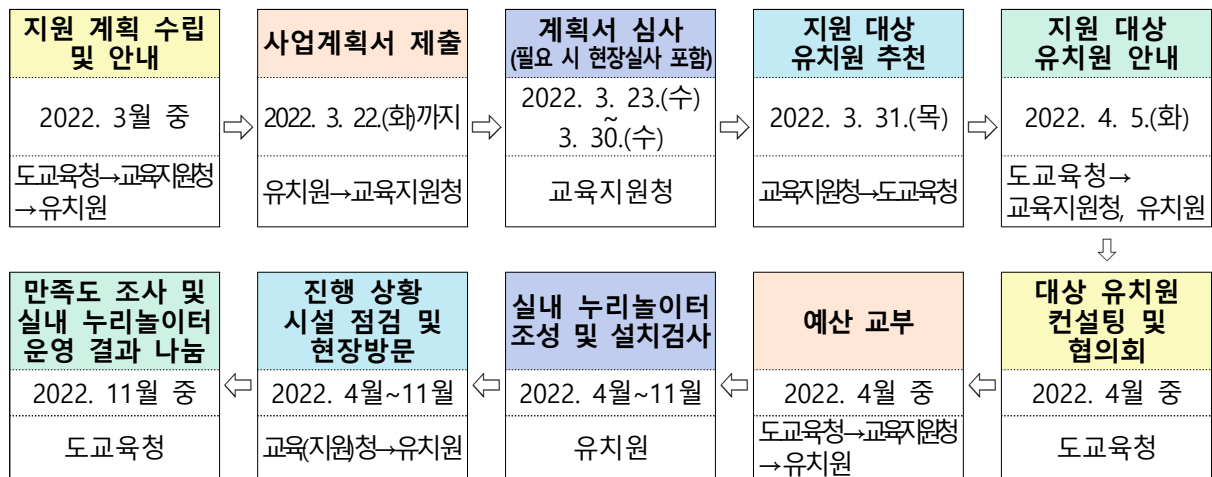 지원 계획 수립
및 안내
2022. 3월 중
도교육청→교육지원청
→유치원
사업계획서 제출
2022. 3. 22.(화)까지
유치원→교육지원청
계획서 심사
(필요 시 현장실사 포함)
2022. 3. 23.(수)
~
3. 30.(수)
교육지원청
지원 대상
유치원 추천
2022. 3. 31.(목)
교육지원청→도교육청
지원 대상
유치원 안내
2022. 4. 5.(화)
도교육청→
교육지원청, 유치원
대상 유치원
컨설팅 및
협의회
2022. 4월 중
도교육청
예산 교부
2022. 4월 중
도교육청→교육지원청
→유치원
실내 누리놀이터
조성 및 설치검사
2022. 4월~11월
유치원
진행 상황
시설 점검 및
현장방문
2022. 4월~11월
교육(지원)청→유치원
만족도 조사 및
실내 누리놀이터
운영 결과 나눔
2022. 11월 중
도교육청